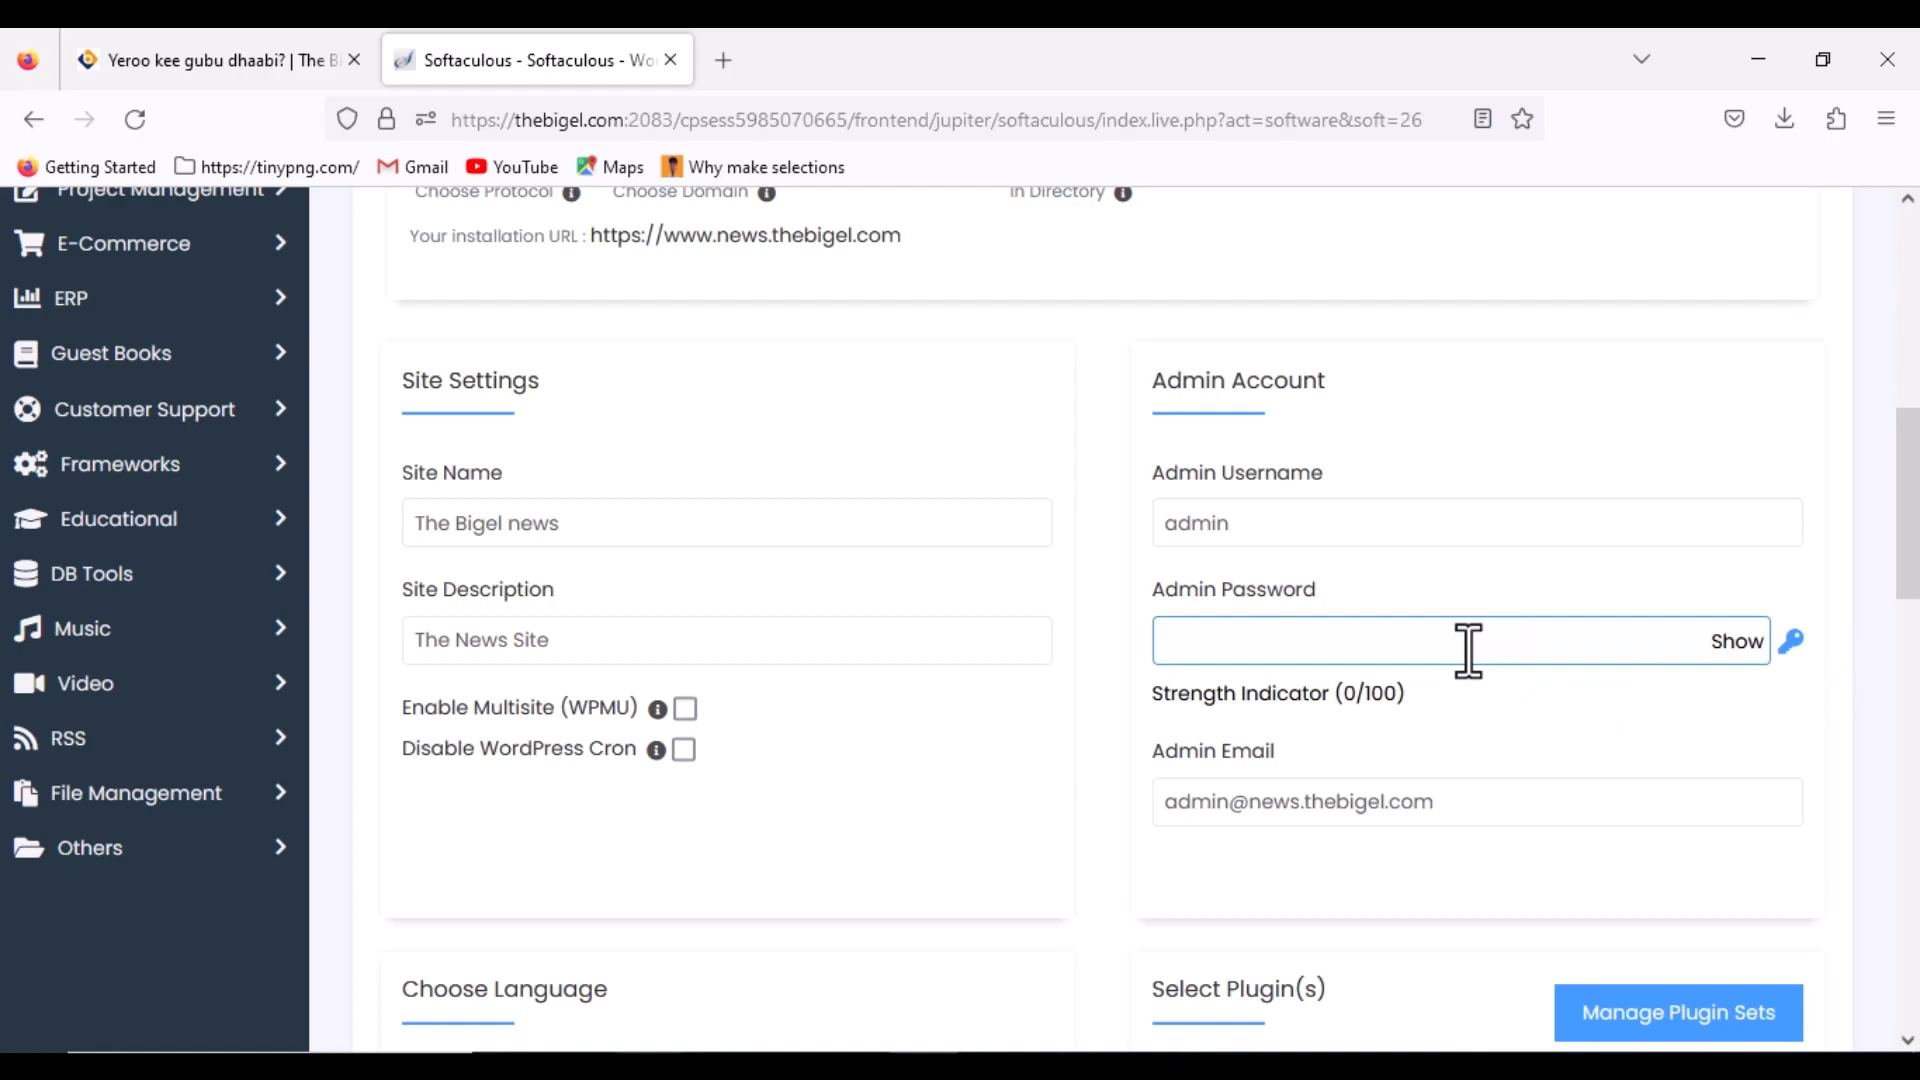 Yeroo kee gubu dhaabi? | The B
Softaculous - Softaculous - Wo
https://thebigel.com:2083/cpsess5985070665/frontend/jupiter/softaculous/index.live.php?act=software&soft=26
Getting Started https://tinypng.com/ Gmail YouTube Maps Why make selections
Project Management
E-Commerce
ERP
Guest Books
Customer Support
Frameworks
Educational
DB Tools
Music
Video
RSS
File Management
Others
Choose Protocol Choose Domain In Directory
Your installation URL : https://www.news.thebigel.com
Site Settings
Site Name
The Bigel news
Site Description
The News Site
Enable Multisite (WPMU)
Disable WordPress Cron
Admin Account
Admin Username
admin
Admin Password
Show
Strength Indicator (0/100)
Admin Email
admin@news.thebigel.com
Choose Language
Select Plugin(s)
Manage Plugin Sets